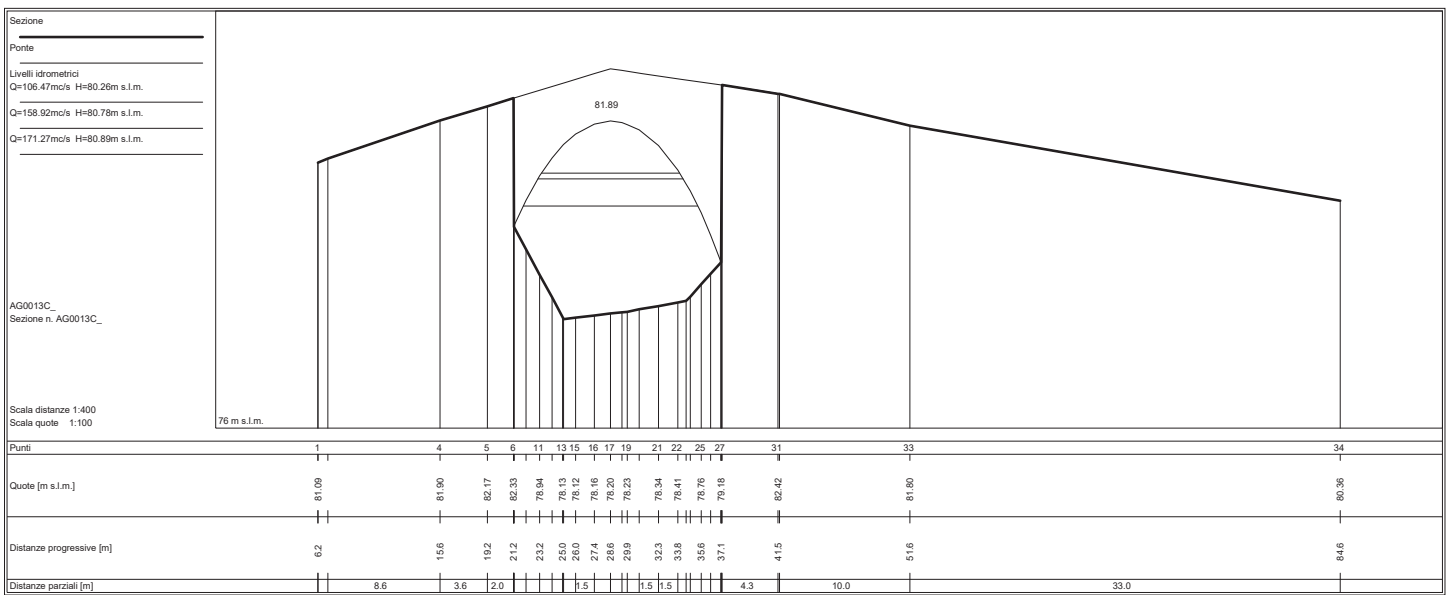 Sezione
Ponte
Livelli idrometrici
Q=106.47mc/s H=80.26m s.l.m.
Q=158.92mc/s H=80.78m s.l.m.
Q=171.27mc/s H=80.89m s.l.m.
81.89
AG0013C_
Sezione n. AG0013C_
Scala distanze 1:400
Scala quote 1:100
76 m s.l.m.
Punti 1 4 5 6 11 13 15 16 17 19 21 22 25 27 31 33 34
Quote [m s.l.m.] 81.09 81.90 82.17 82.33 78.94 78.13 78.12 78.16 78.20 78.23 78.34 78.41 78.76 79.18 82.42 81.80 80.36
Distanze progressive [m] 6.2 15.6 19.2 21.2 23.2 25.0 26.0 27.4 28.6 29.9 32.3 33.8 35.6 37.1 41.5 51.6 84.6
Distanze parziali [m] 8.6 3.6 2.0 1.5 1.5 1.5 4.3 10.0 33.0